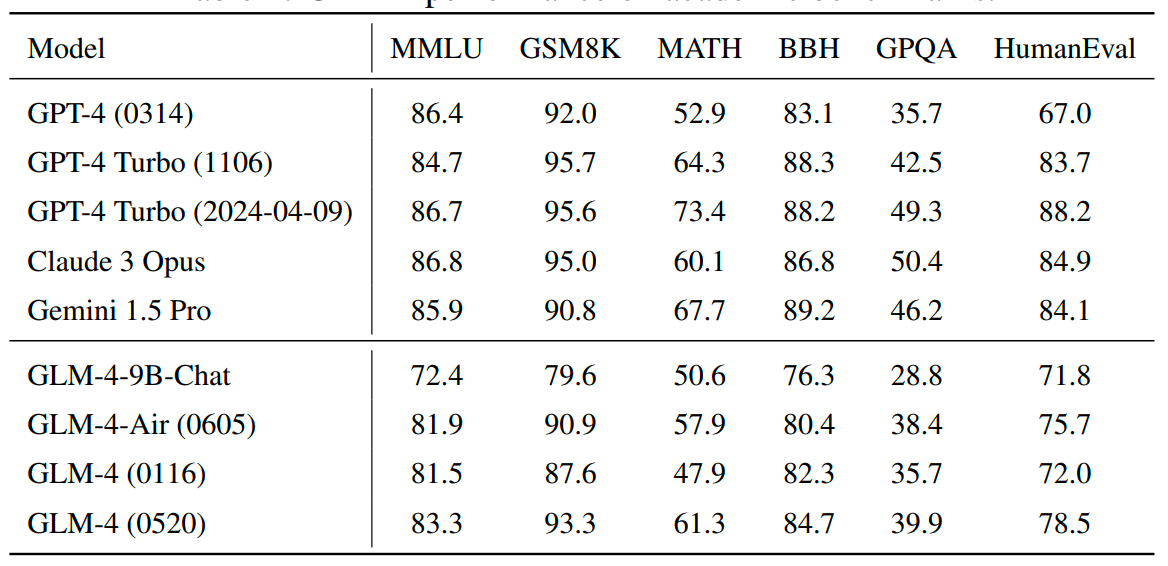 Model MMLU GSM8K MATH BBH GPQA HumanEval
GPT-4 (0314) 86.4 92.0 52.9 83.1 35.7 67.0
GPT-4 Turbo (1106) 84.7 95.7 64.3 88.3 42.5 83.7
GPT-4 Turbo (2024-04-09) 86.7 95.6 73.4 88.2 49.3 88.2
Claude 3 Opus 86.8 95.0 60.1 86.8 50.4 84.9
Gemini 1.5 Pro 85.9 90.8 67.7 89.2 46.2 84.1
GLM-4-9B-Chat 72.4 79.6 50.6 76.3 28.8 71.8
GLM-4-Air (0605) 81.9 90.9 57.9 80.4 38.4 75.7
GLM-4 (0116) 81.5 87.6 47.9 82.3 35.7 72.0
GLM-4 (0520) 83.3 93.3 61.3 84.7 39.9 78.5